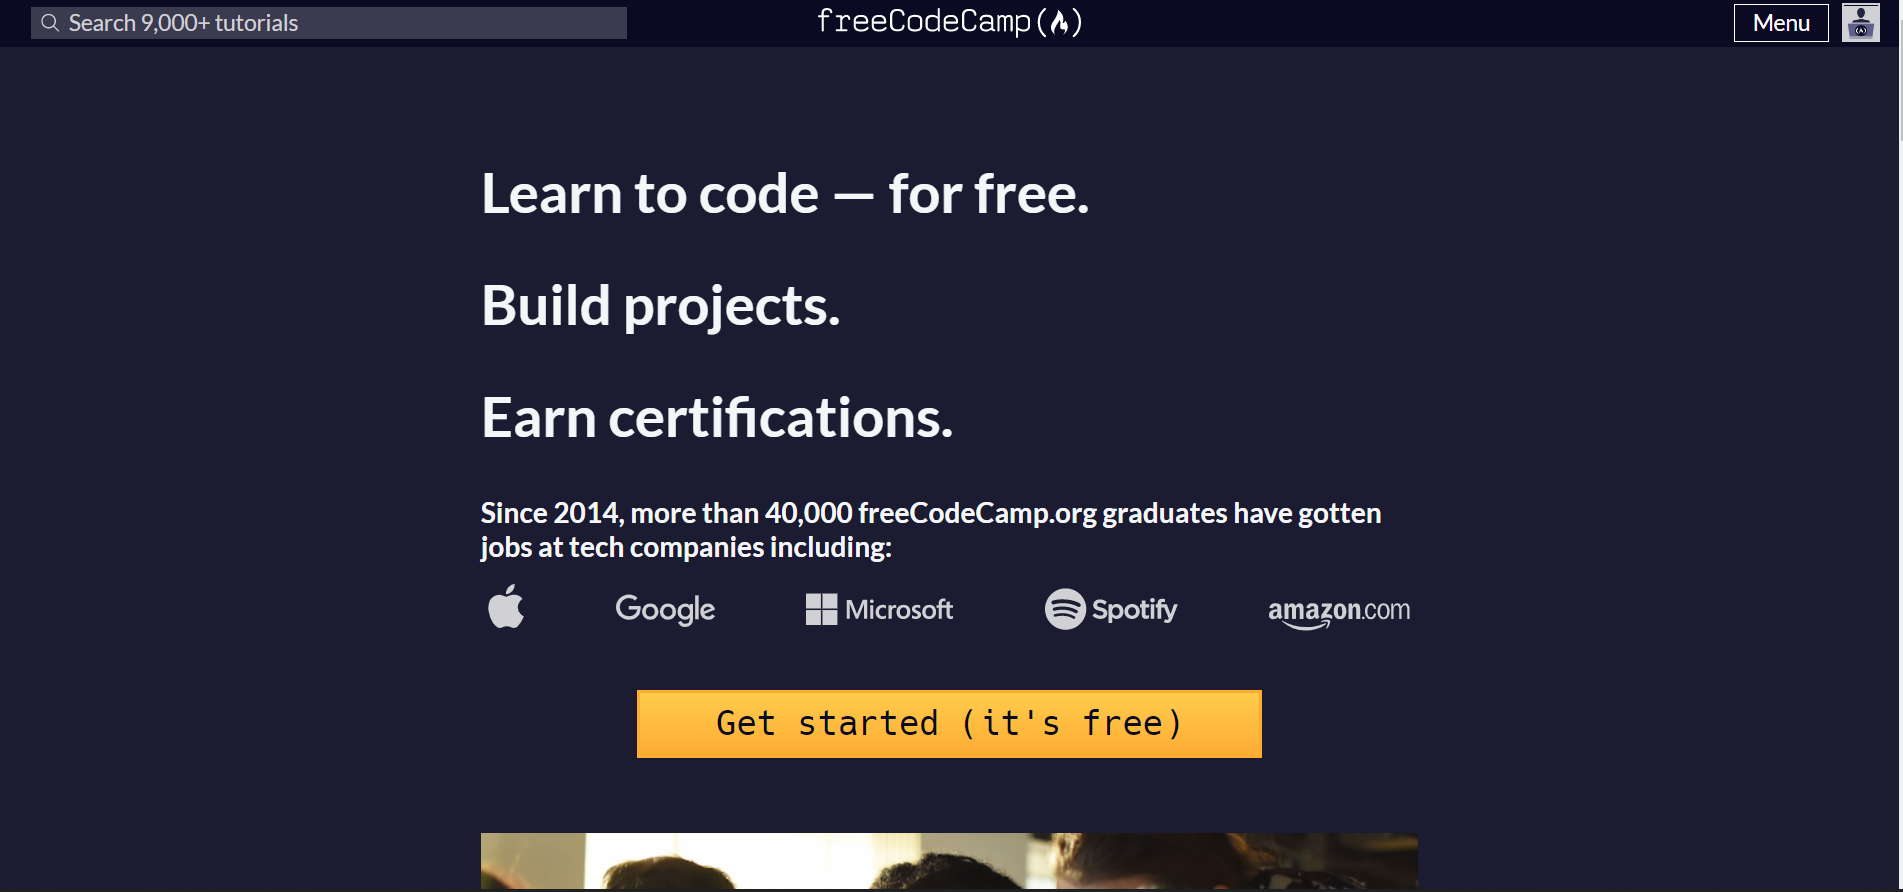 Search 9,000+ tutorials
freeCodeCamp(🔥)
Menu
Learn to code — for free.
Build projects.
Earn certifications.
Since 2014, more than 40,000 freeCodeCamp.org graduates have gotten
jobs at tech companies including:
Google
Microsoft
Spotify
amazon.com
Get started (it's free)